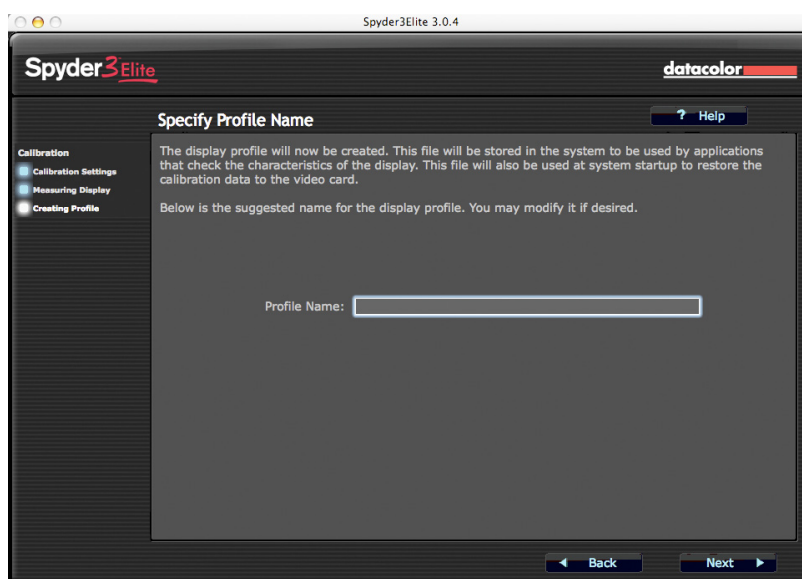 Spyder3Elite 3.0.4
Spyder3Elite
datacolor
Specify Profile Name
? Help
Calibration
Calibration Settings
Measuring Display
Creating Profile
The display profile will now be created. This file will be stored in the system to be used by applications
that check the characteristics of the display. This file will also be used at system startup to restore the
calibration data to the video card.
Below is the suggested name for the display profile. You may modify it if desired.
Profile Name:
Back
Next